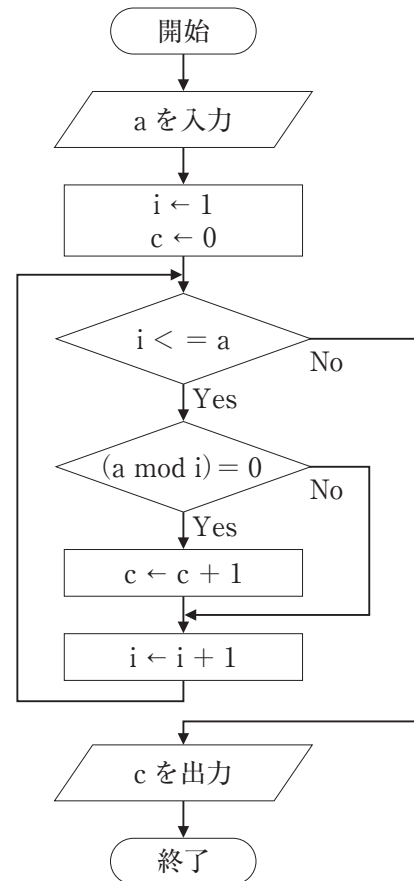 開始
a を入力
i ← 1
c ← 0
i < = a
No
Yes
(a mod i) = 0
No
Yes
c ← c + 1
i ← i + 1
c を出力
終了